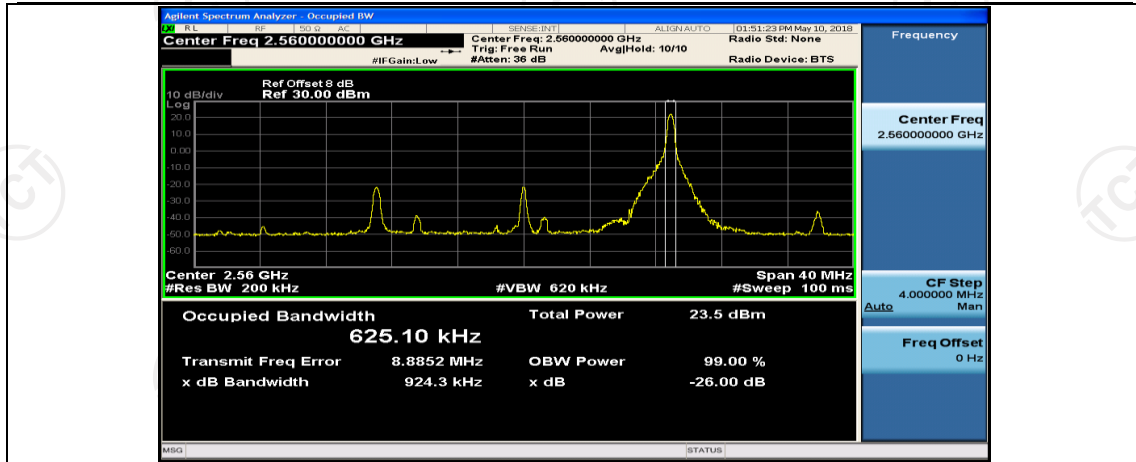 Agilent Spectrum Analyzer - Occupied BW
LXI RL RF 50 Ω AC SENSE:INT ALIGN AUTO 01:51:23 PM May 10, 2018
Center Freq 2.560000000 GHz
Center Freq: 2.560000000 GHz
Radio Std: None
Trig: Free Run Avg|Hold: 10/10
#IFGain:Low
#Atten: 36 dB
Radio Device: BTS
Ref Offset 8 dB
10 dB/div Ref 30.00 dBm
Log
20.0
10.0
0.00
-10.0
-20.0
-30.0
-40.0
-50.0
-60.0
Center 2.56 GHz Span 40 MHz
#Res BW 200 kHz #VBW 620 kHz #Sweep 100 ms
Occupied Bandwidth Total Power 23.5 dBm
625.10 kHz
Transmit Freq Error 8.8852 MHz OBW Power 99.00 %
x dB Bandwidth 924.3 kHz x dB -26.00 dB
MSG STATUS
Frequency
Center Freq
2.560000000 GHz
CF Step
4.000000 MHz
Auto Man
Freq Offset
0 Hz
TCT
TCT